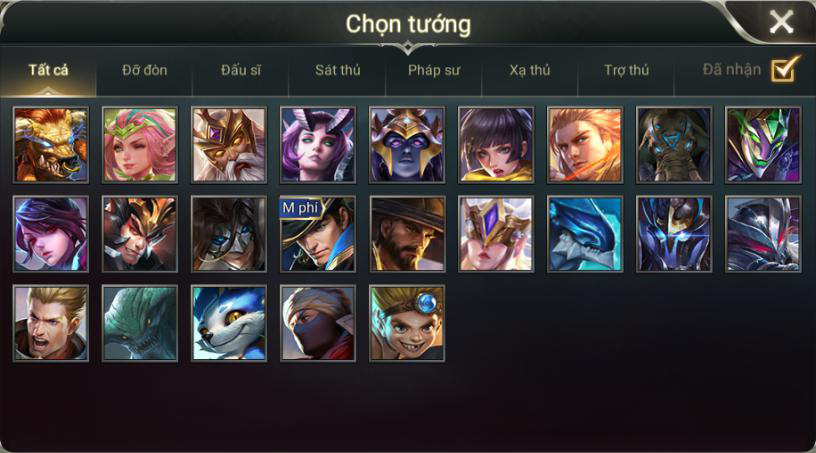 Chọn tướng
Tất cả Đỡ đòn Đấu sĩ Sát thủ Pháp sư Xạ thủ Trợ thủ Đã nhận
M phí